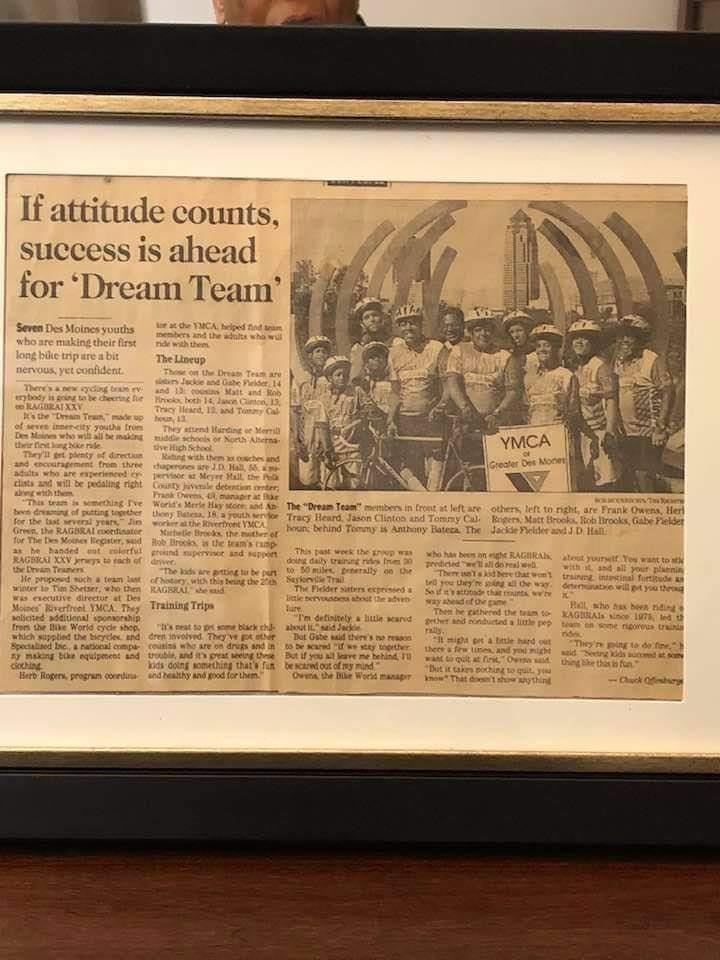 If attitude counts,
success is ahead
for 'Dream Team'
Seven Des Moines youths
who are making their first
long bike trip are a bit
nervous, yet confident.
There's a new cycling team ev-
erybody is going to be cheering for
on RAGBRAI XXV.
It's the "Dream Team," made up
of seven inner-city youths from
Des Moines who will all be making
their first long bike ride.
They'll get plenty of direction
and encouragement from three
adults who are experienced cy-
clists and will be pedaling right
along with them.
"This team is something I've
been dreaming of putting together
for the last several years," Jim
Green, the RAGBRAI coordinator
for The Des Moines Register, said
as he handed out colorful
RAGBRAI XXV jerseys to each of
the Dream Teamers.
He proposed such a team last
winter to Tim Shetzer, who then
was executive director at Des
Moines' Riverfront YMCA. They
solicited additional sponsorship
from the Bike World cycle shop,
which supplied the bicycles, and
Specialized Inc., a national compa-
ny making bike equipment and
clothing.
Herb Rogers, program coordina-
tor at the YMCA, helped find team
members and the adults who will
ride with them.
The Lineup
Those on the Dream Team are
sisters Jackie and Gabe Fielder, 14
and 13; cousins Matt and Rob
Brooks, both 14, Jason Clinton, 13,
Tracy Heard, 13, and Tommy Cal-
houn, 13.
They attend Harding or Merrill
middle schools or North Alterna-
tive High School.
Riding with them as coaches and
chaperones are J.D. Hall, 55, a su-
pervisor at Meyer Hall, the Polk
County juvenile detention center;
Frank Owens, 49, manager at Bike
World's Merle Hay store; and An-
thony Bateza, 18, a youth service
worker at the Riverfront YMCA.
Michelle Brooks, the mother of
Rob Brooks, is the team's camp-
ground supervisor and support
driver.
"The kids are getting to be part
of history, with this being the 25th
RAGBRAI," she said.
Training Trips
"It's neat to get some black chil-
dren involved. They've got other
cousins who are on drugs and in
trouble, and it's great seeing these
kids doing something that's fun
and healthy and good for them."
YMCA
of
Greater Des Moines
The "Dream Team" members in front at left are
Tracy Heard, Jason Clinton and Tommy Cal-
houn; behind Tommy is Anthony Bateza. The
others, left to right, are Frank Owens, Her
Rogers, Matt Brooks, Rob Brooks, Gabe Fielder
Jackie Fielder and J.D. Hall.
This past week the group was
doing daily training rides from 30
to 50 miles, generally on the
Saylorville Trail.
The Fielder sisters expressed a
little nervousness about the adven-
ture.
"I'm definitely a little scared
about it," said Jackie.
But Gabe said there's no reason
to be scared "if we stay together.
But if you all leave me behind, I'll
be scared out of my mind."
Owens, the Bike World manager
who has been on eight RAGBRAIs,
predicted "we'll all do real well.
"There isn't a kid here that won't
tell you they're going all the way.
So if it's attitude that counts, we're
way ahead of the game."
Then he gathered the team to-
gether and conducted a little pep
rally.
"It might get a little hard out
there a few times, and you might
want to quit at first," Owens said.
"But it takes nothing to quit, you
know? That doesn't show anything
about yourself. You want to stic
with it, and all your planning
training, intestinal fortitude an
determination will get you throug
it."
Hall, who has been riding o
RAGBRAIs since 1975, led th
team on some rigorous trainin
rides.
"They're going to do fine," h
said. "Seeing kids succeed at some
thing like this is fun."
— Chuck Offenburge